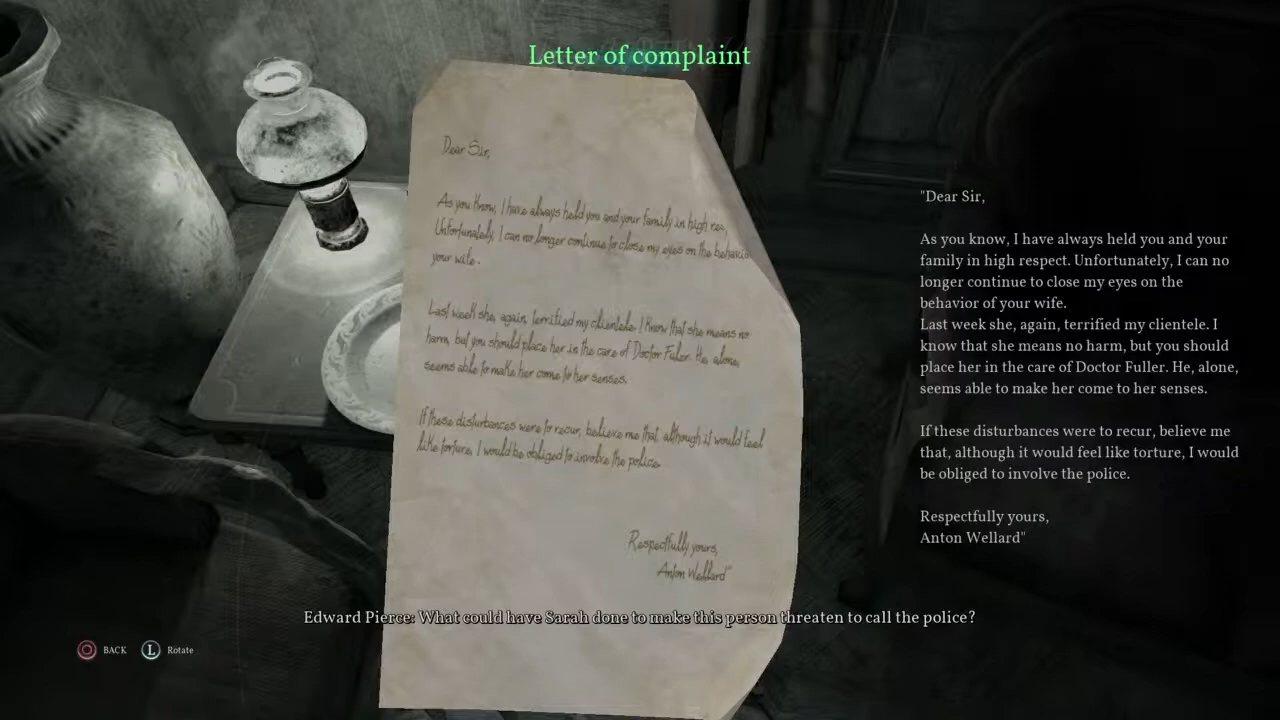 Letter of complaint
Dear Sir,
As you know, I have always held you and your family in high res
Unfortunately, I can no longer continue to close my eyes on the behavio
your wife.
Last week she, again, terrified my clientele. I know that she means no
harm, but you should place her in the care of Doctor Fuller. He, alone,
seems able to make her come to her senses.
If these disturbances were to recur, believe me that, although it would feel
like torture, I would be obliged to involve the police.
Respectfully yours,
Anton Wellard"
"Dear Sir,
As you know, I have always held you and your
family in high respect. Unfortunately, I can no
longer continue to close my eyes on the
behavior of your wife.
Last week she, again, terrified my clientele. I
know that she means no harm, but you should
place her in the care of Doctor Fuller. He, alone,
seems able to make her come to her senses.
If these disturbances were to recur, believe me
that, although it would feel like torture, I would
be obliged to involve the police.
Respectfully yours,
Anton Wellard"
Edward Pierce: What could have Sarah done to make this person threaten to call the police?
BACK
L Rotate